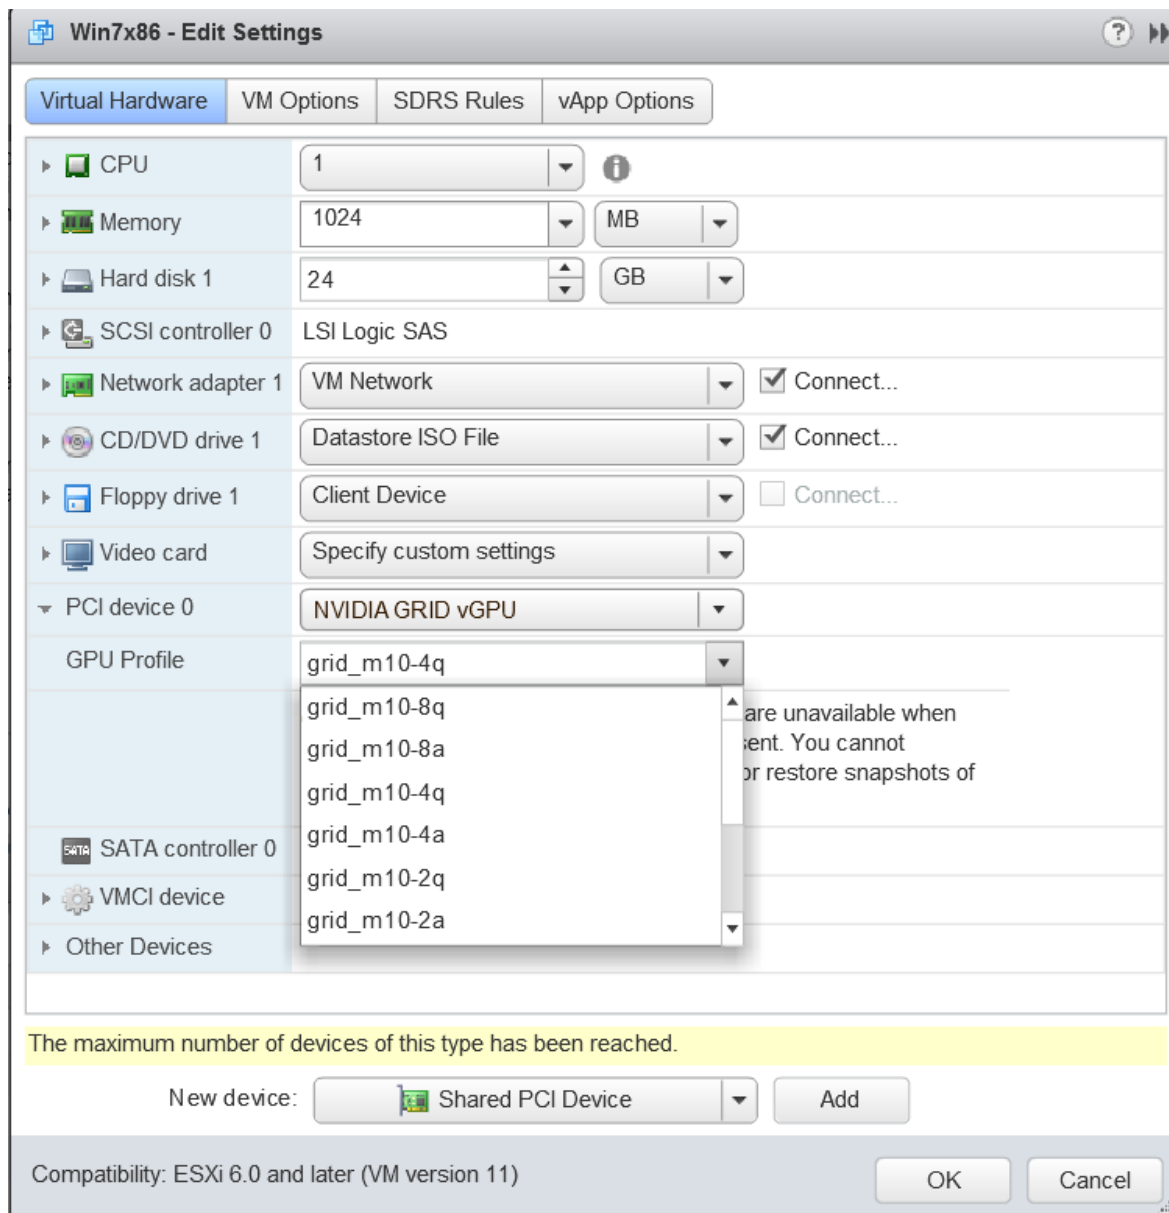 Win7x86 - Edit Settings ?
Virtual Hardware VM Options SDRS Rules vApp Options
CPU 1
Memory 1024 MB
Hard disk 1 24 GB
SCSI controller 0 LSI Logic SAS
Network adapter 1 VM Network Connect...
CD/DVD drive 1 Datastore ISO File Connect...
Floppy drive 1 Client Device Connect...
Video card Specify custom settings
PCI device 0 NVIDIA GRID vGPU
GPU Profile grid_m10-4q
grid_m10-8q
are unavailable when
grid_m10-8a
sent. You cannot
or restore snapshots of
grid_m10-4q
grid_m10-4a
SATA SATA controller 0
grid_m10-2q
VMCI device
grid_m10-2a
Other Devices
The maximum number of devices of this type has been reached.
New device: Shared PCI Device Add
Compatibility: ESXi 6.0 and later (VM version 11) OK Cancel